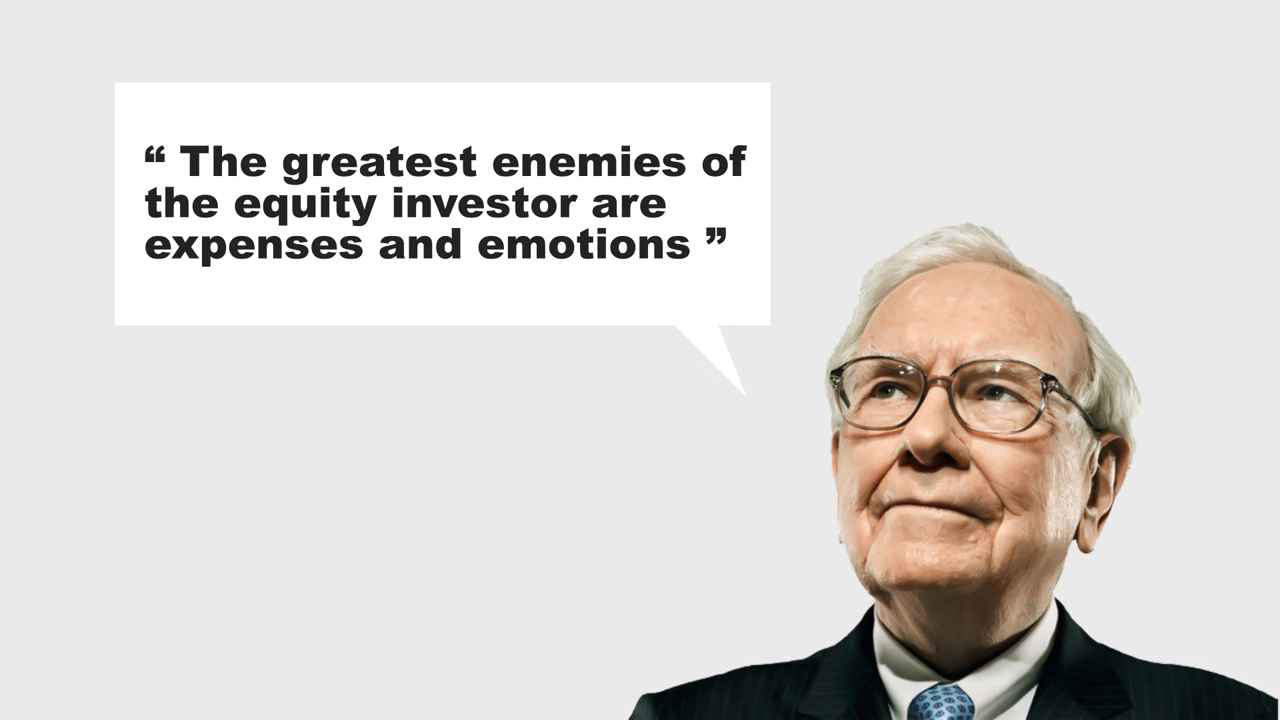 “ The greatest enemies of
the equity investor are
expenses and emotions ”